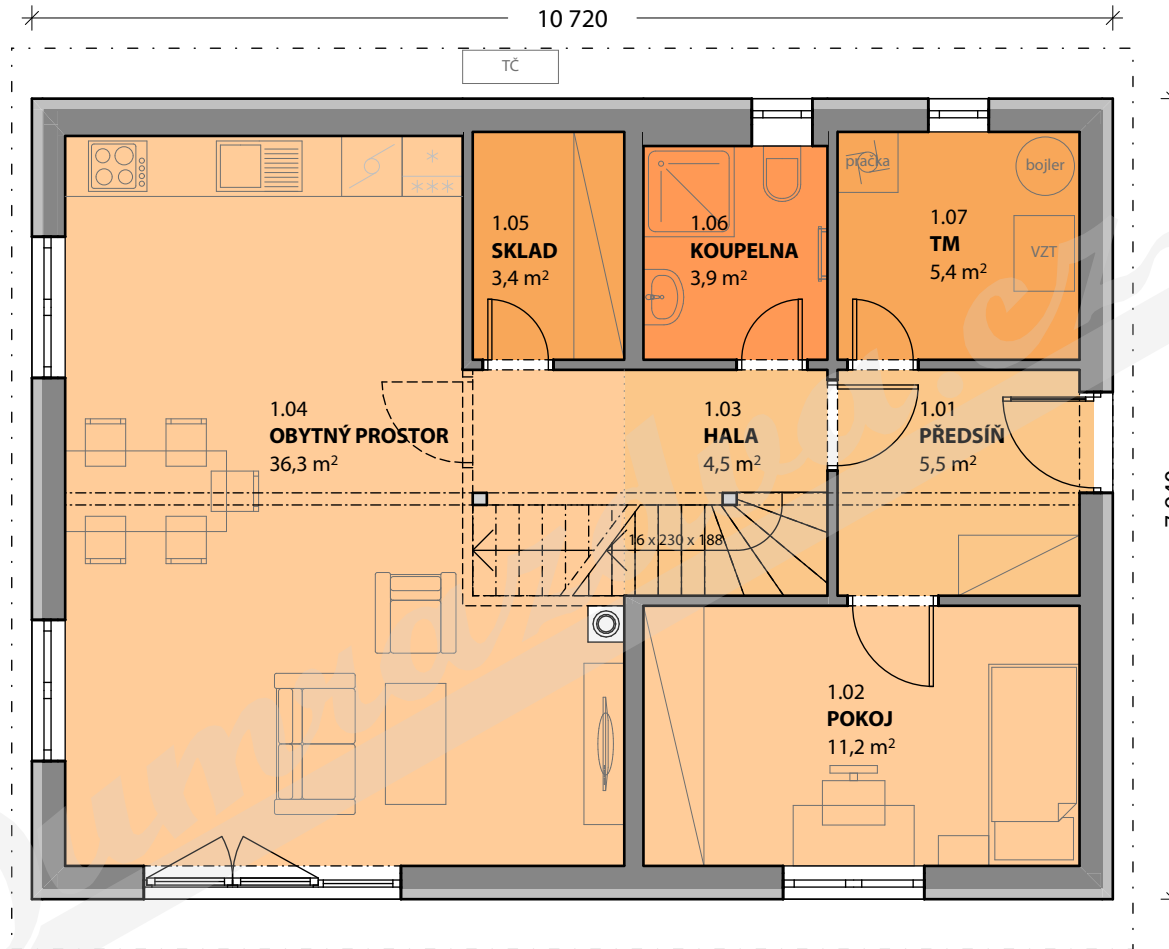 10 720
TČ
1.05
SKLAD
3,4 m²
1.06
KOUPELNA
3,9 m²
pračka
bojler
1.07
TM
5,4 m²
VZT
1.04
OBYTNÝ PROSTOR
36,3 m²
1.03
HALA
4,5 m²
1.01
PŘEDSÍŇ
5,5 m²
16 x 230 x 188
1.02
POKOJ
11,2 m²